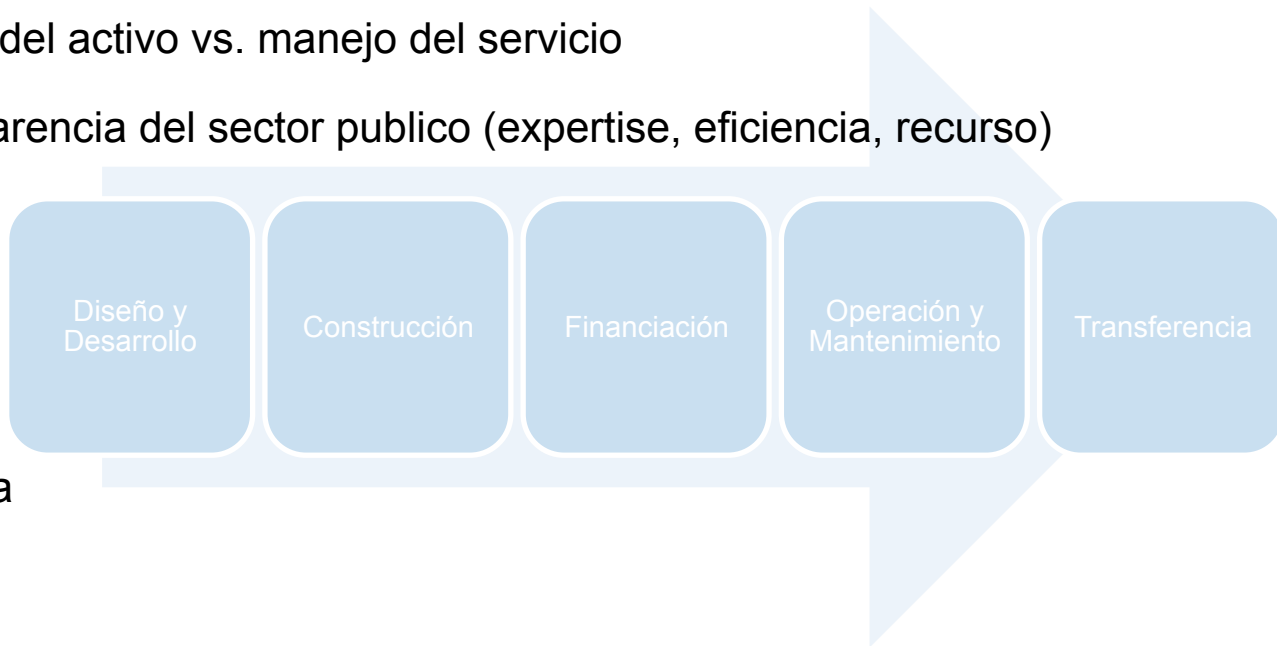 del activo vs. manejo del servicio
arencia del sector publico (expertise, eficiencia, recurso)
Diseño y
Desarrollo
Construcción
Financiación
Operación y
Mantenimiento
Transferencia
a